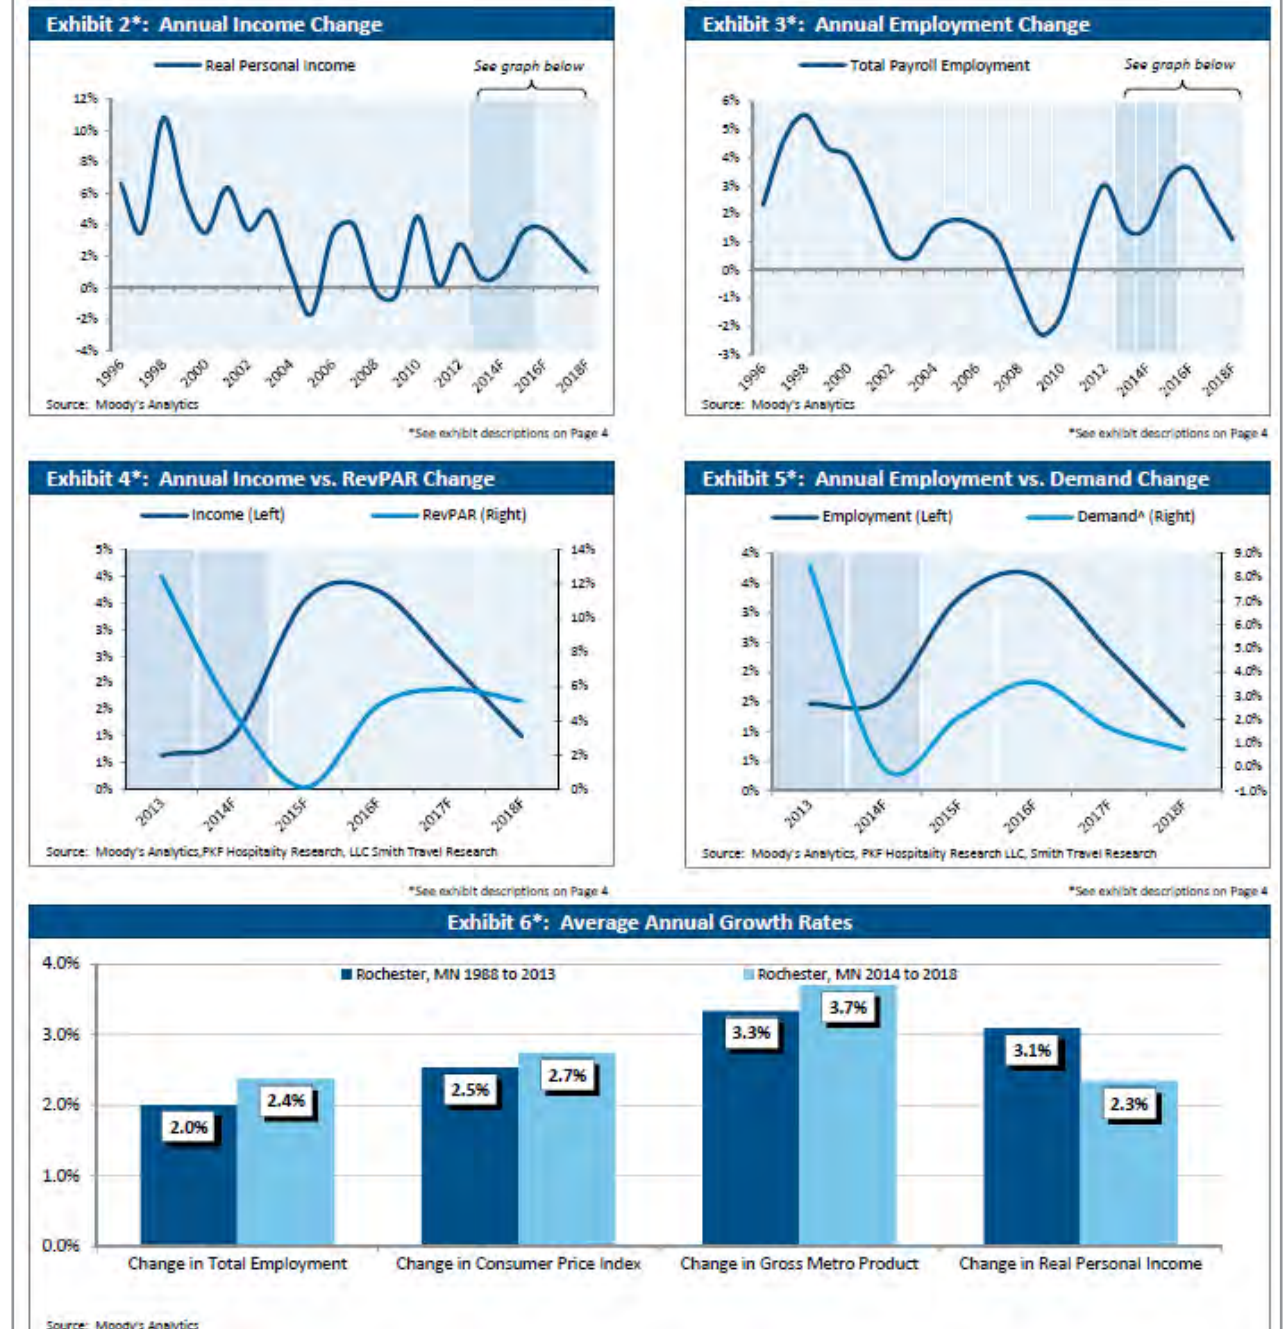 Exhibit 2*: Annual Income Change
Real Personal Income
See graph below
12%
10%
8%
6%
4%
2%
0%
-2%
-4%
1996 1998 2000 2002 2004 2006 2008 2010 2012 2014F 2016F 2018F
Source: Moody's Analytics
*See exhibit descriptions on Page 4
Exhibit 3*: Annual Employment Change
Total Payroll Employment
See graph below
6%
5%
4%
3%
2%
1%
0%
-1%
-2%
-3%
1996 1998 2000 2002 2004 2006 2008 2010 2012 2014F 2016F 2018F
Source: Moody's Analytics
*See exhibit descriptions on Page 4
Exhibit 4*: Annual Income vs. RevPAR Change
Income (Left) RevPAR (Right)
5% 14%
4% 12%
4% 10%
3% 8%
3% 6%
2% 4%
2% 2%
1% 0%
1%
0%
2013 2014F 2015F 2016F 2017F 2018F
Source: Moody's Analytics,PKF Hospitality Research, LLC Smith Travel Research
*See exhibit descriptions on Page 4
Exhibit 5*: Annual Employment vs. Demand Change
Employment (Left) Demand^ (Right)
4% 9.0%
4% 8.0%
3% 7.0%
3% 6.0%
2% 5.0%
2% 4.0%
1% 3.0%
1% 2.0%
0% 1.0%
0.0%
-1.0%
2013 2014F 2015F 2016F 2017F 2018F
Source: Moody's Analytics, PKF Hospitality Research LLC, Smith Travel Research
*See exhibit descriptions on Page 4
Exhibit 6*: Average Annual Growth Rates
Rochester, MN 1988 to 2013 Rochester, MN 2014 to 2018
4.0%
3.0%
2.0%
1.0%
0.0%
2.0% 2.4% 2.5% 2.7% 3.3% 3.7% 3.1% 2.3%
Change in Total Employment Change in Consumer Price Index Change in Gross Metro Product Change in Real Personal Income
Source: Moody's Analytics